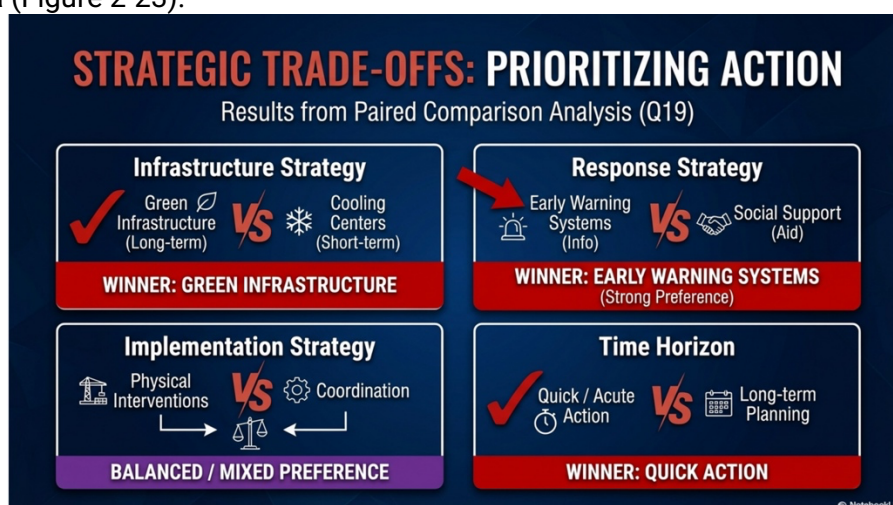 (Figure 2-23).
STRATEGIC TRADE-OFFS: PRIORITIZING ACTION
Results from Paired Comparison Analysis (Q19)
Infrastructure Strategy
Green
Infrastructure
(Long-term)
VS
Cooling
Centers
(Short-term)
WINNER: GREEN INFRASTRUCTURE
Response Strategy
Early Warning
Systems
(Info)
VS
Social Support
(Aid)
WINNER: EARLY WARNING SYSTEMS
(Strong Preference)
Implementation Strategy
Physical
Interventions
VS
Coordination
BALANCED / MIXED PREFERENCE
Time Horizon
Quick / Acute
Action
VS
Long-term
Planning
WINNER: QUICK ACTION